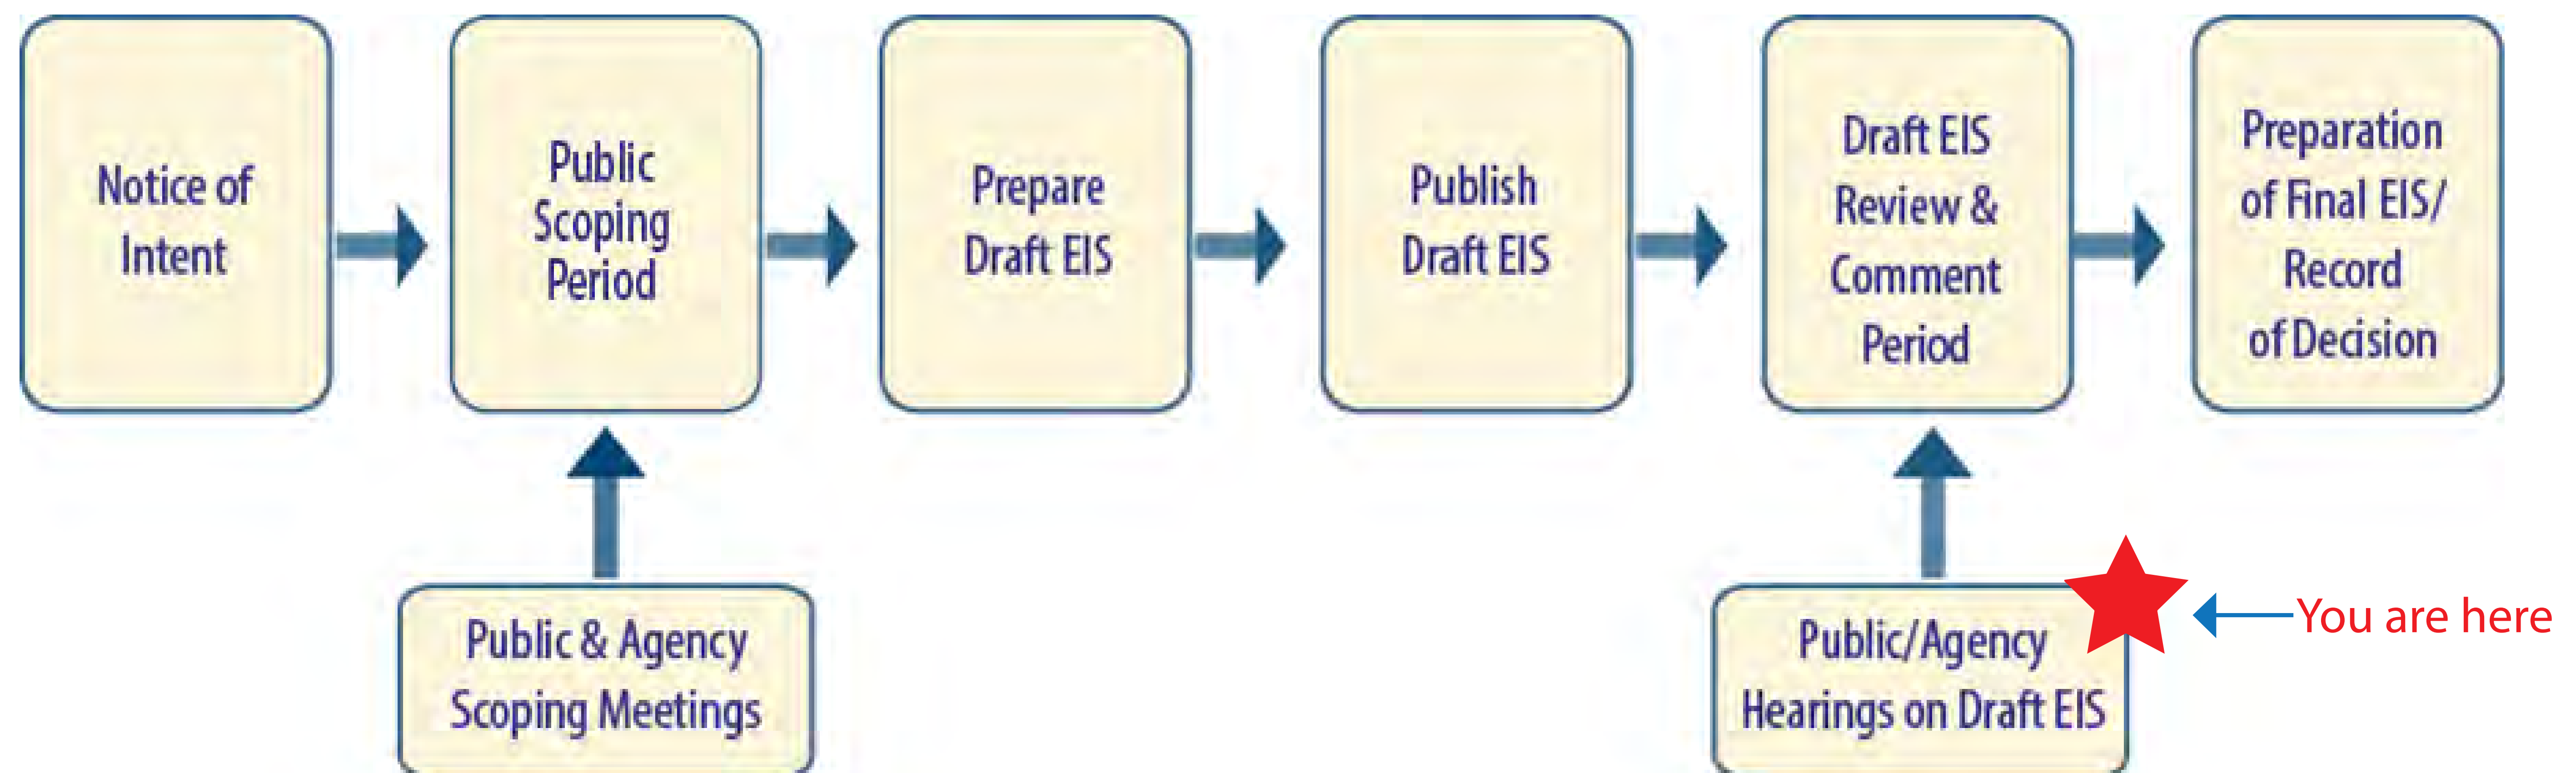 Notice of
Intent
Public
Scoping
Period
Prepare
Draft EIS
Publish
Draft EIS
Draft EIS
Review &
Comment
Period
Preparation
of Final EIS/
Record
of Decision
Public & Agency
Scoping Meetings
Public/Agency
Hearings on Draft EIS
You are here